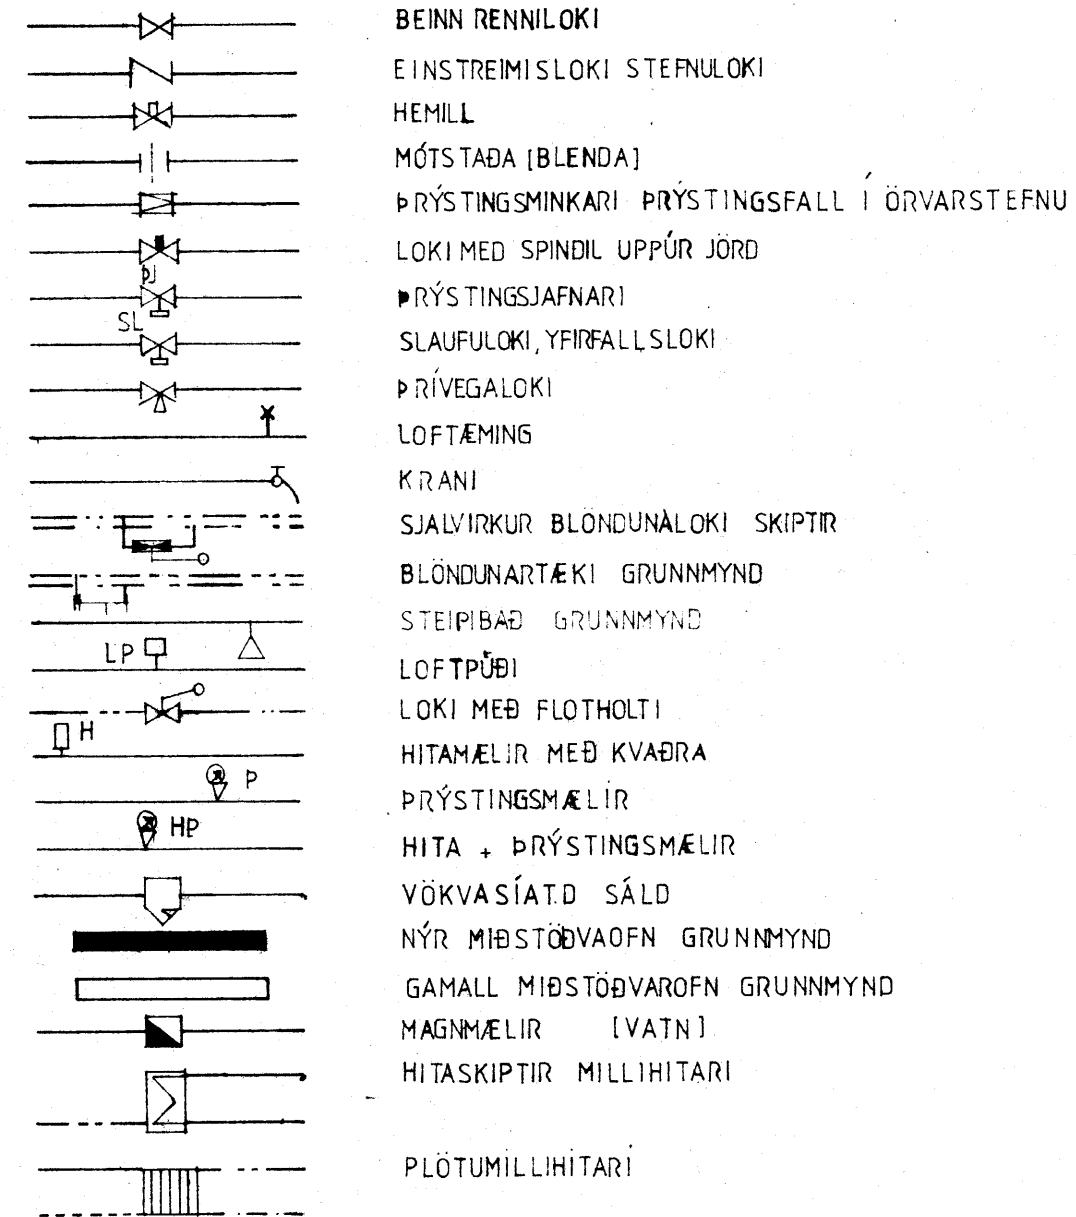 BEINN RENNILOKI
EINSTREIMISLOKI STEFNULOKI
HEMILL
MÓTSTAÐA [BLENDA]
ÞRÝSTINGSMINKARI ÞRÝSTINGSFALL Í ÖRVARSTEFNU
LOKI MED SPINDIL UPPÚR JÖRD
ÞJ
ÞRÝSTINGSJAFNARI
SL
SLAUFULOKI, YFIRFALLSLOKI
ÞRÍVEGALOKI
LOFTÆMING
KRANI
SJALVIRKUR BLÖNDUNALOKI SKIPTIR
BLÖNDUNARTÆKI GRUNNMYND
STEIPIBAÐ GRUNNMYND
LP
LOFTPÚÐI
LOKI MEÐ FLOTHOLTI
H
HITAMÆLIR MEÐ KVAÐRA
Þ
ÞRÝSTINGSMÆLIR
HÞ
HITA + ÞRÝSTINGSMÆLIR
VÖKVASÍA T.D SÁLD
NÝR MIÐSTÖÐVAOFN GRUNNMYND
GAMALL MIÐSTÖÐVAROFN GRUNNMYND
MAGNMÆLIR [VATN]
HITASKIPTIR MILLIHITARI
PLÖTUMILLIHITARI